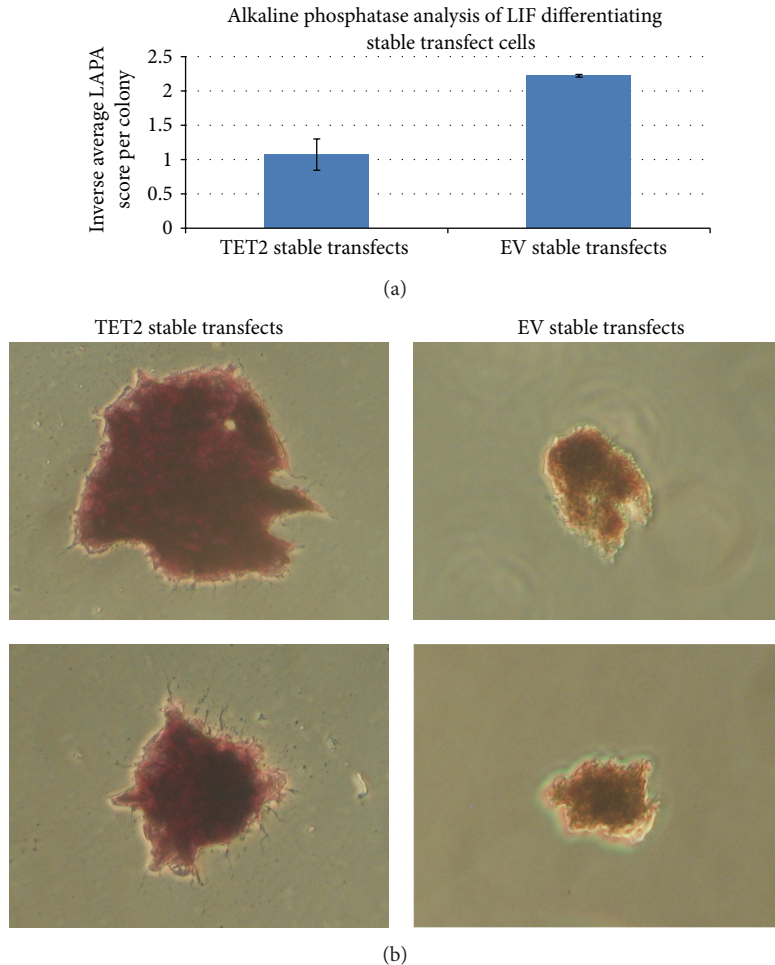 Alkaline phosphatase analysis of LIF differentiating
stable transfect cells
Inverse average LAPA
score per colony
2.5
2
1.5
1
0.5
0
TET2 stable transfects
EV stable transfects
(a)
TET2 stable transfects
EV stable transfects
(b)